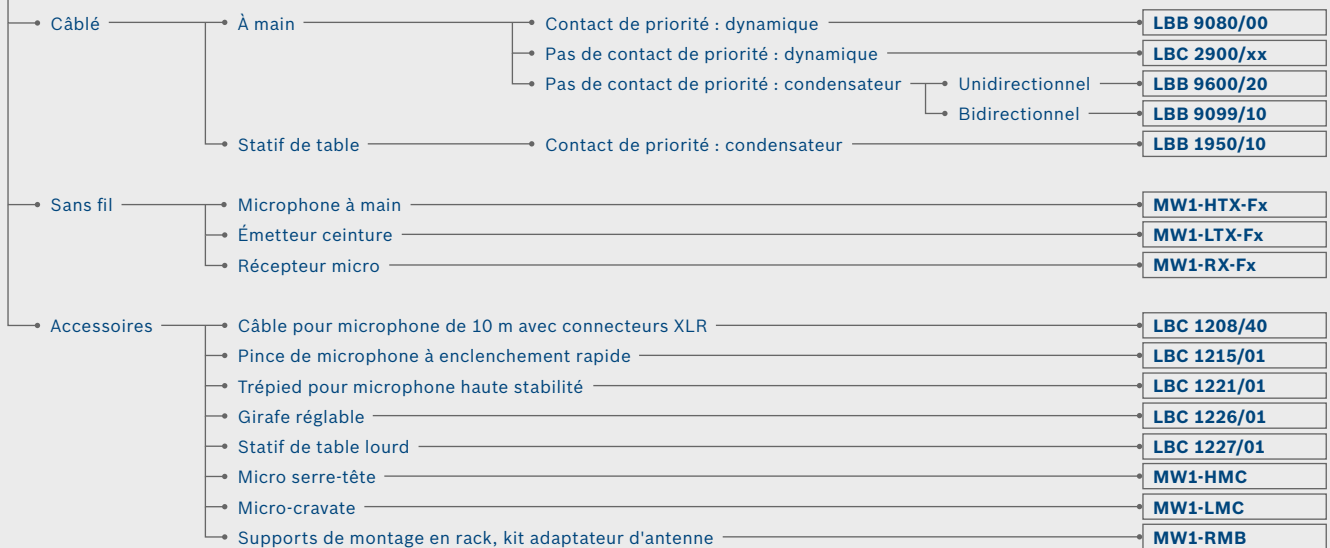 Câblé À main Contact de priorité : dynamique LBB 9080/00
Pas de contact de priorité : dynamique LBC 2900/xx
Pas de contact de priorité : condensateur Unidirectionnel LBB 9600/20
Bidirectionnel LBB 9099/10
Statif de table Contact de priorité : condensateur LBB 1950/10
Sans fil Microphone à main MW1-HTX-Fx
Émetteur ceinture MW1-LTX-Fx
Récepteur micro MW1-RX-Fx
Accessoires Câble pour microphone de 10 m avec connecteurs XLR LBC 1208/40
Pince de microphone à enclenchement rapide LBC 1215/01
Trépied pour microphone haute stabilité LBC 1221/01
Girafe réglable LBC 1226/01
Statif de table lourd LBC 1227/01
Micro serre-tête MW1-HMC
Micro-cravate MW1-LMC
Supports de montage en rack, kit adaptateur d'antenne MW1-RMB